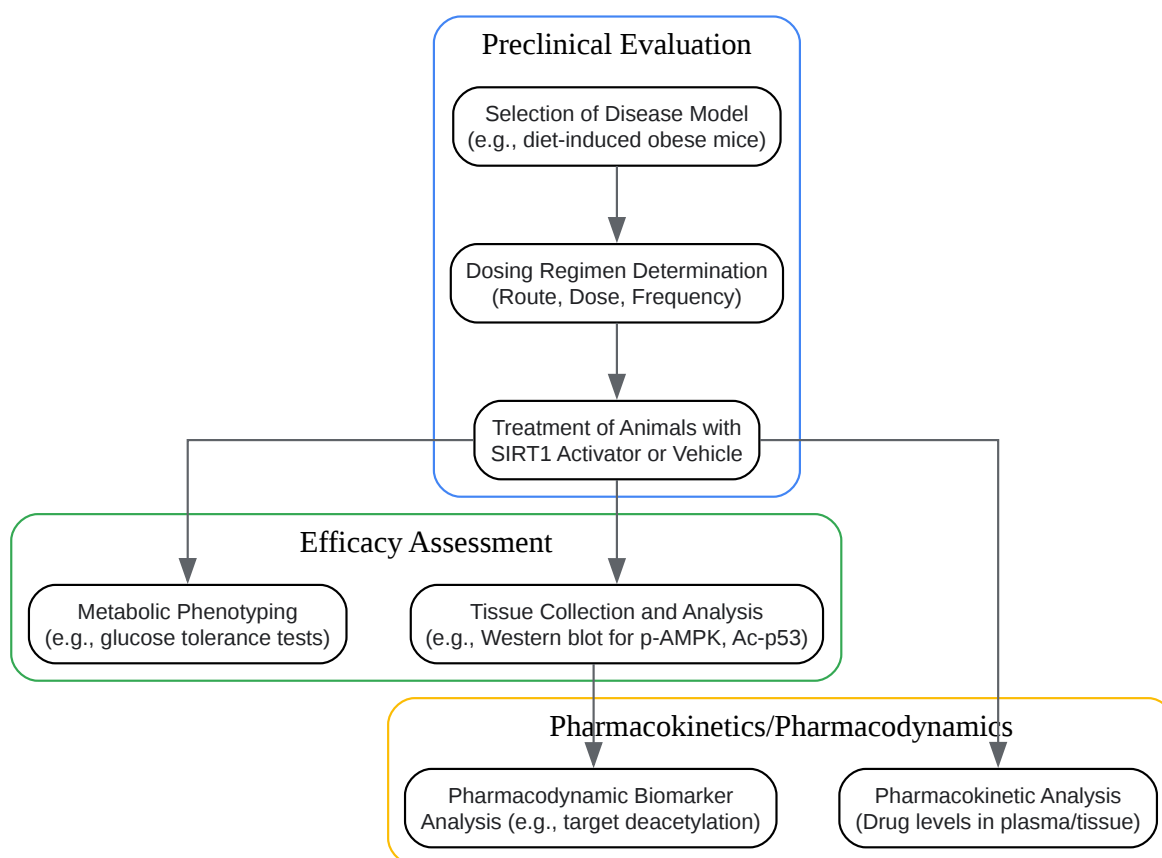 Preclinical Evaluation
Selection of Disease Model
(e.g., diet-induced obese mice)
Dosing Regimen Determination
(Route, Dose, Frequency)
Treatment of Animals with
SIRT1 Activator or Vehicle
Efficacy Assessment
Metabolic Phenotyping
(e.g., glucose tolerance tests)
Tissue Collection and Analysis
(e.g., Western blot for p-AMPK, Ac-p53)
Pharmacokinetics/Pharmacodynamics
Pharmacodynamic Biomarker
Analysis (e.g., target deacetylation)
Pharmacokinetic Analysis
(Drug levels in plasma/tissue)